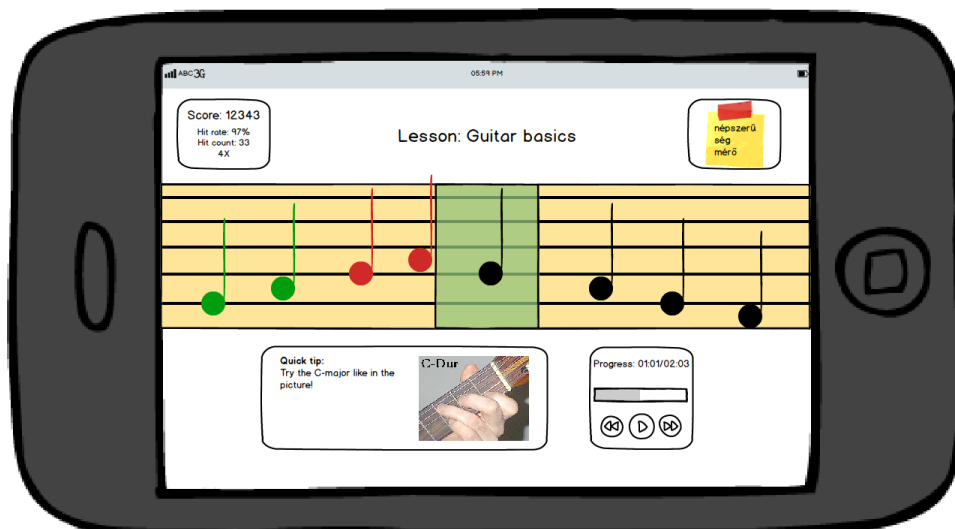 ABC 3G
05:59 PM
Score: 12343
Hit rate: 97%
Hit count: 33
4X
Lesson: Guitar basics
népszerű
ség
mérő
Quick tip:
Try the C-major like in the
picture!
C-Dur
Progress: 01:01/02:03